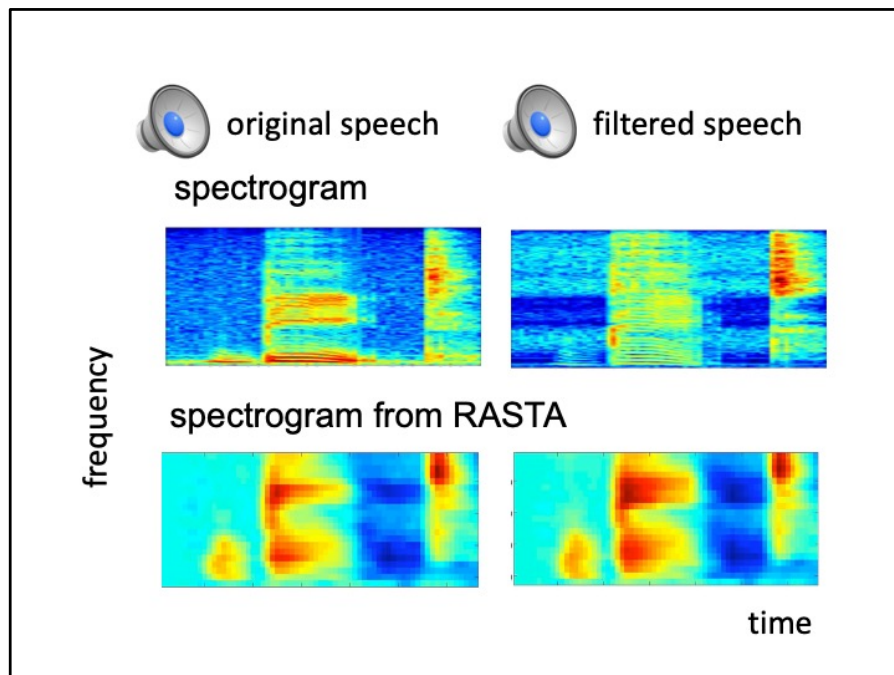 original speech
filtered speech
spectrogram
frequency
spectrogram from RASTA
time